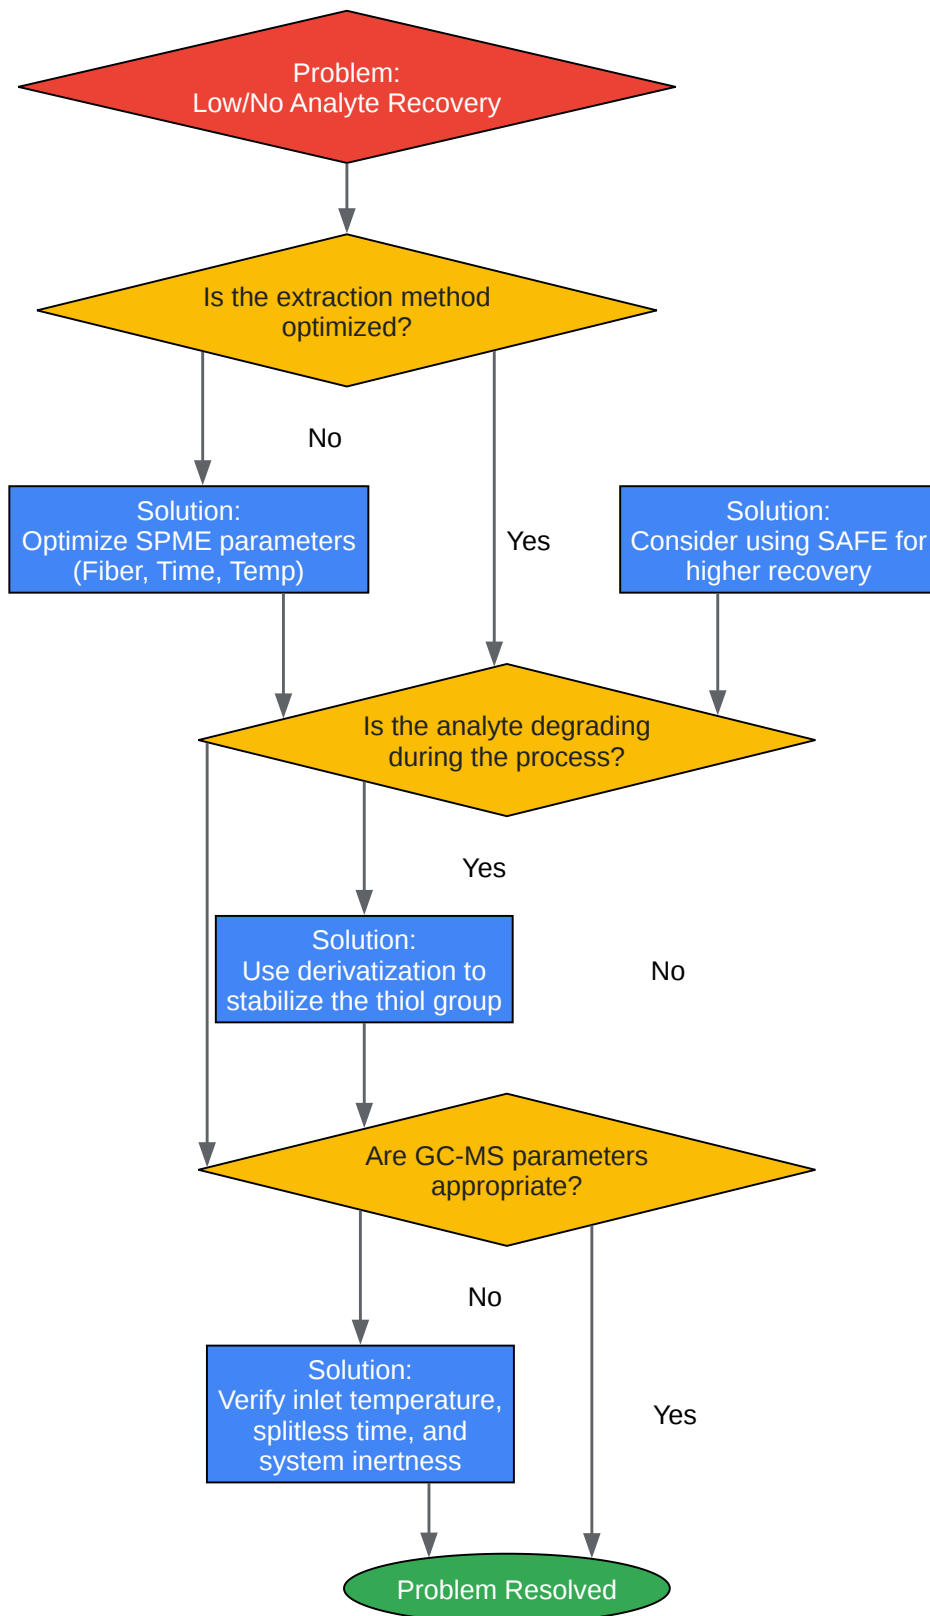 Problem:
Low/No Analyte Recovery
Is the extraction method
optimized?
No
Solution:
Optimize SPME parameters
(Fiber, Time, Temp)
Yes
Solution:
Consider using SAFE for
higher recovery
Is the analyte degrading
during the process?
Yes
Solution:
Use derivatization to
stabilize the thiol group
No
Are GC-MS parameters
appropriate?
No
Solution:
Verify inlet temperature,
splitless time, and
system inertness
Yes
Problem Resolved